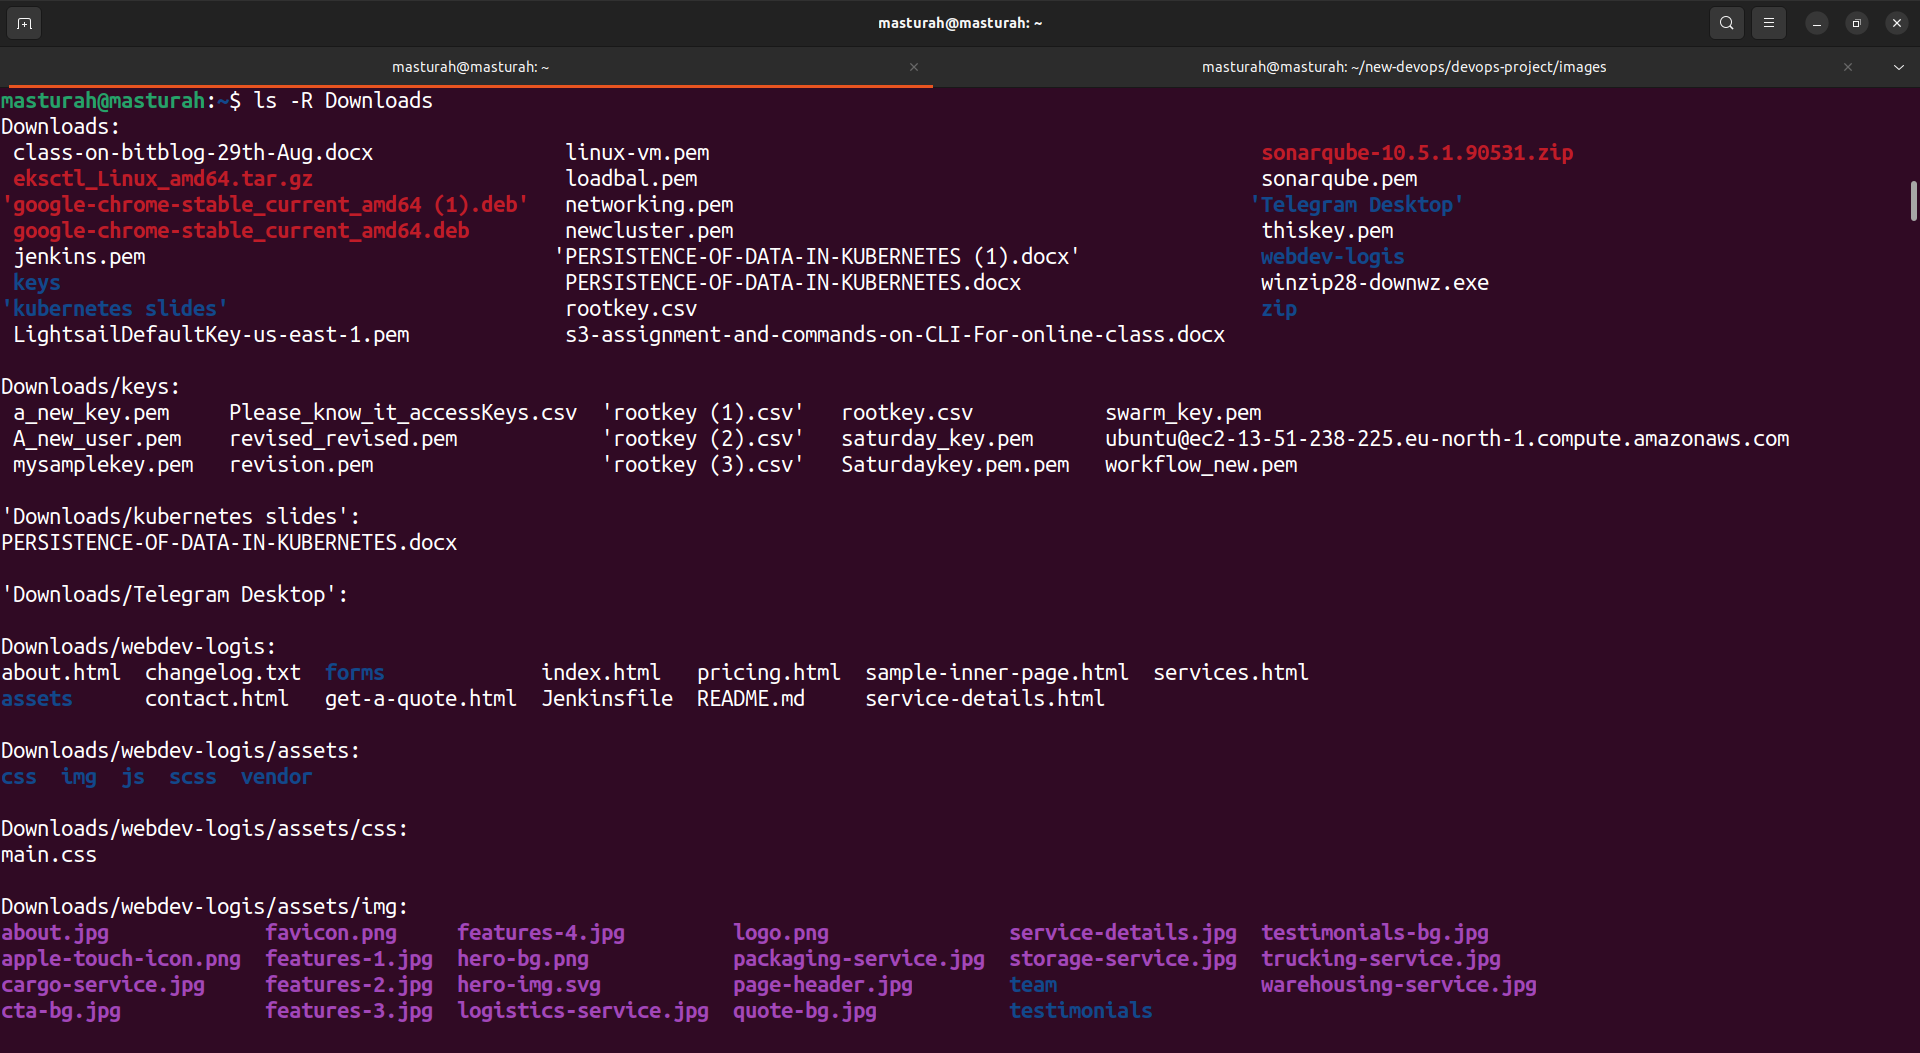 masturah@masturah: ~
masturah@masturah: ~ masturah@masturah: ~/new-devops/devops-project/images
masturah@masturah:~$ ls -R Downloads
Downloads:
class-on-bitblog-29th-Aug.docx linux-vm.pem sonarqube-10.5.1.90531.zip
eksctl_Linux_amd64.tar.gz loadbal.pem sonarqube.pem
'google-chrome-stable_current_amd64 (1).deb' networking.pem 'Telegram Desktop'
google-chrome-stable_current_amd64.deb newcluster.pem thiskey.pem
jenkins.pem 'PERSISTENCE-OF-DATA-IN-KUBERNETES (1).docx' webdev-logis
keys PERSISTENCE-OF-DATA-IN-KUBERNETES.docx winzip28-downwz.exe
'kubernetes slides' rootkey.csv zip
LightsailDefaultKey-us-east-1.pem s3-assignment-and-commands-on-CLI-For-online-class.docx
Downloads/keys:
a_new_key.pem Please_know_it_accessKeys.csv 'rootkey (1).csv' rootkey.csv swarm_key.pem
A_new_user.pem revised_revised.pem 'rootkey (2).csv' saturday_key.pem ubuntu@ec2-13-51-238-225.eu-north-1.compute.amazonaws.com
mysamplekey.pem revision.pem 'rootkey (3).csv' Saturdaykey.pem.pem workflow_new.pem
'Downloads/kubernetes slides':
PERSISTENCE-OF-DATA-IN-KUBERNETES.docx
'Downloads/Telegram Desktop':
Downloads/webdev-logis:
about.html changelog.txt forms index.html pricing.html sample-inner-page.html services.html
assets contact.html get-a-quote.html Jenkinsfile README.md service-details.html
Downloads/webdev-logis/assets:
css img js scss vendor
Downloads/webdev-logis/assets/css:
main.css
Downloads/webdev-logis/assets/img:
about.jpg favicon.png features-4.jpg logo.png service-details.jpg testimonials-bg.jpg
apple-touch-icon.png features-1.jpg hero-bg.png packaging-service.jpg storage-service.jpg trucking-service.jpg
cargo-service.jpg features-2.jpg hero-img.svg page-header.jpg team warehousing-service.jpg
cta-bg.jpg features-3.jpg logistics-service.jpg quote-bg.jpg testimonials